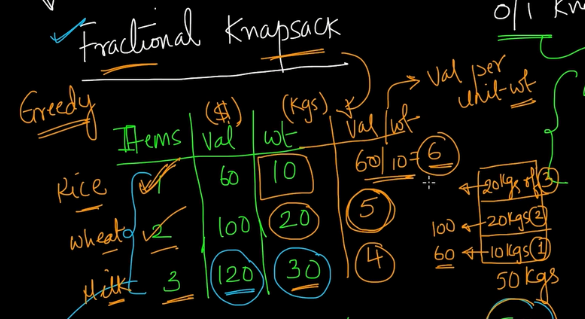 Fractional Knapsack
0/1 Kn
Greedy
($) (Kgs)
Val per
unit-wt
Items val wt val/wt
Rice 1 60 10 60/10=6
wheat 2 100 20 5
Milk 3 120 30 4
20kgs of 3
100 20kgs 2
60 10kgs 1
50kgs